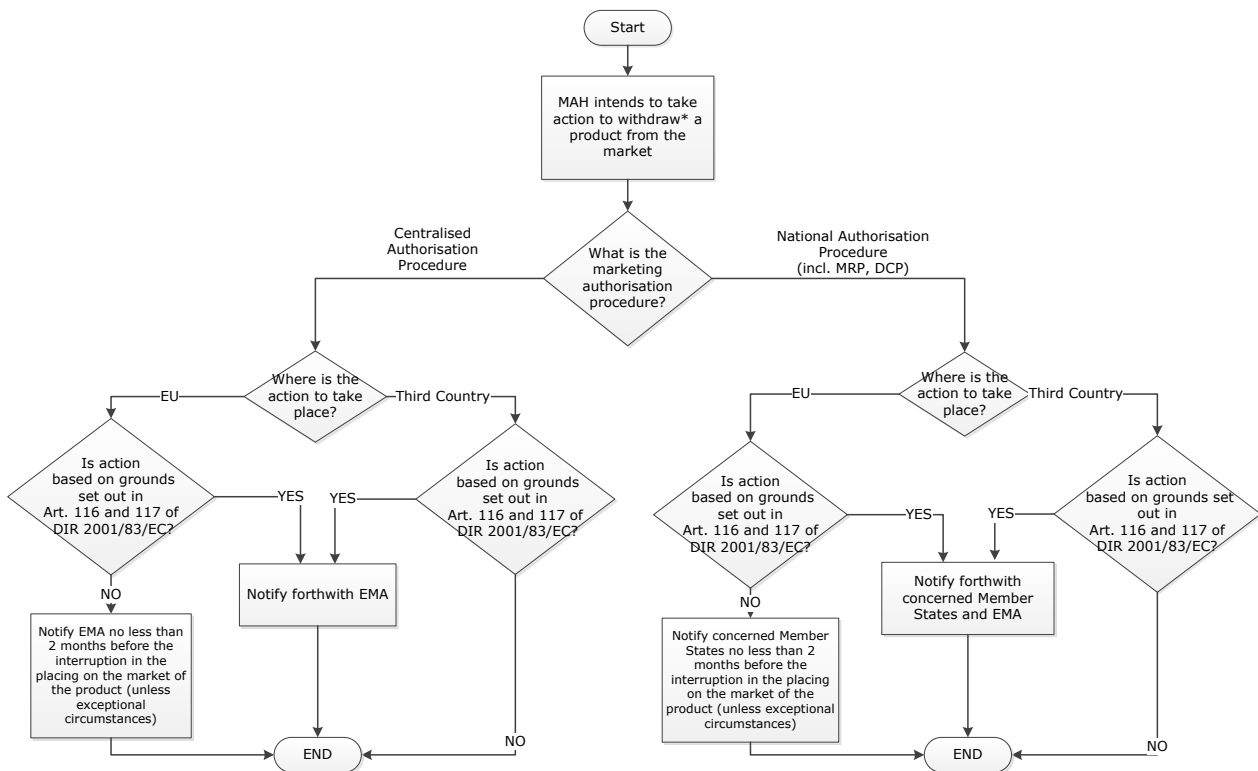 Start
MAH intends to take
action to withdraw* a
product from the
market
Centralised
Authorisation
Procedure
What is the
marketing
authorisation
procedure?
National Authorisation
Procedure
(incl. MRP, DCP)
Where is the
action to take
place?
EU
Third Country
Where is the
action to take
place?
EU
Third Country
Is action
based on grounds
set out in
Art. 116 and 117 of
DIR 2001/83/EC?
YES
NO
Is action
based on grounds
set out in
Art. 116 and 117 of
DIR 2001/83/EC?
YES
NO
Is action
based on grounds
set out in
Art. 116 and 117 of
DIR 2001/83/EC?
YES
NO
Is action
based on grounds set
out in
Art. 116 and 117 of
DIR 2001/83/EC?
YES
NO
Notify EMA no less than
2 months before the
interruption in the
placing on the market of
the product (unless
exceptional
circumstances)
Notify forthwith EMA
Notify concerned Member
States no less than 2
months before the
interruption in the placing
on the market of the
product (unless exceptional
circumstances)
Notify forthwith
concerned Member
States and EMA
END
END